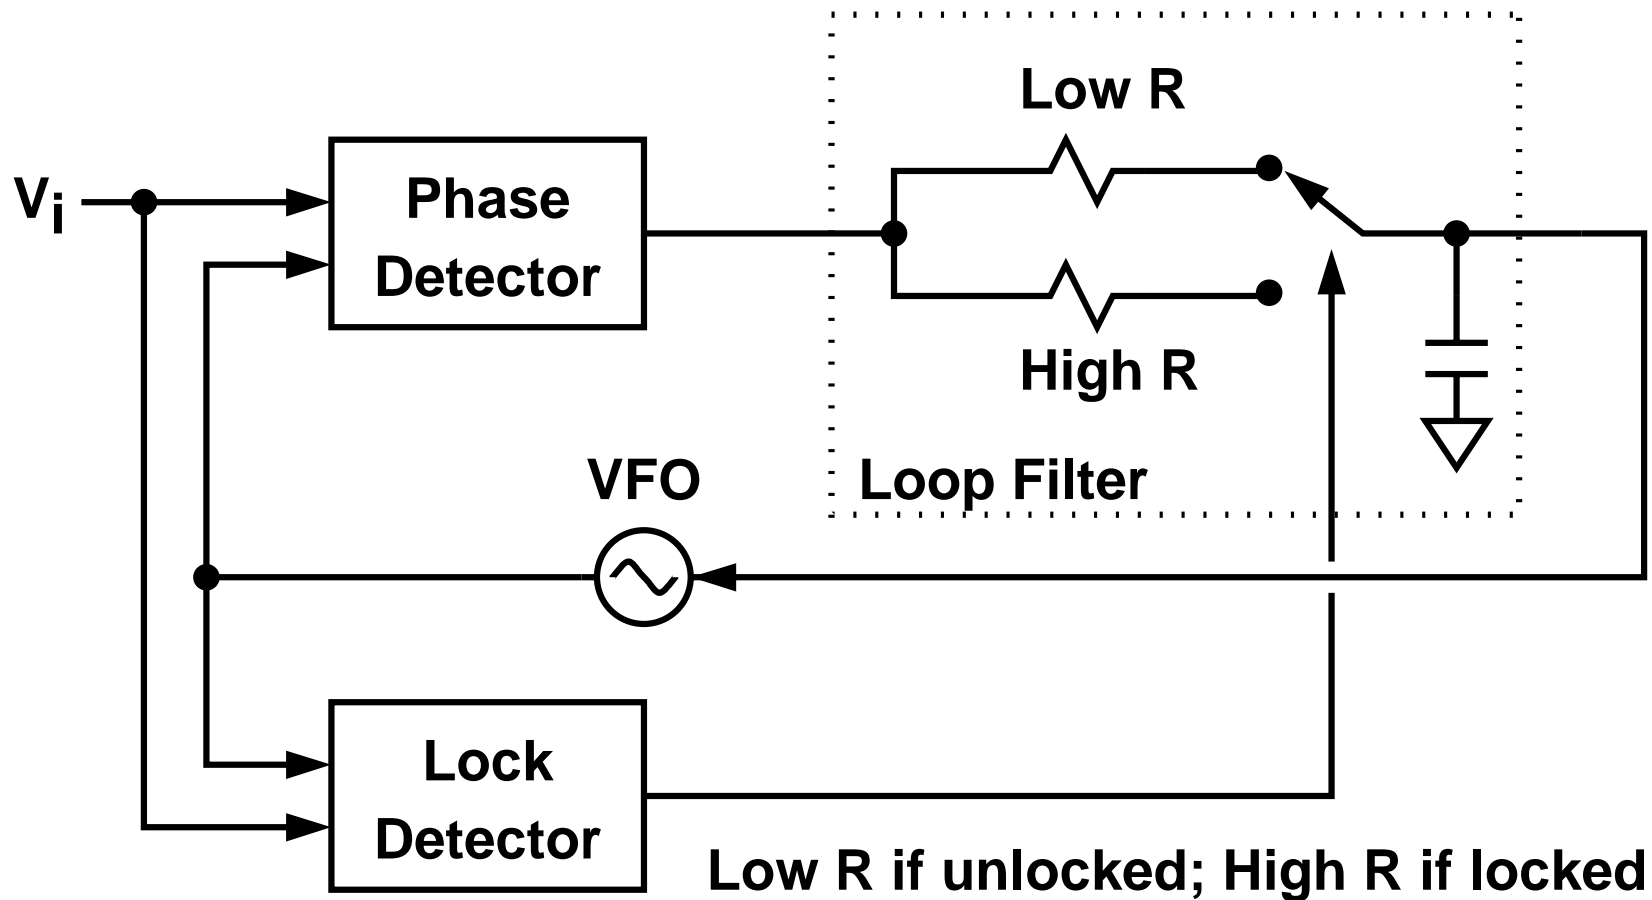 Low R
Vi
Phase
Detector
High R
VFO
Loop Filter
Lock
Detector
Low R if unlocked; High R if locked